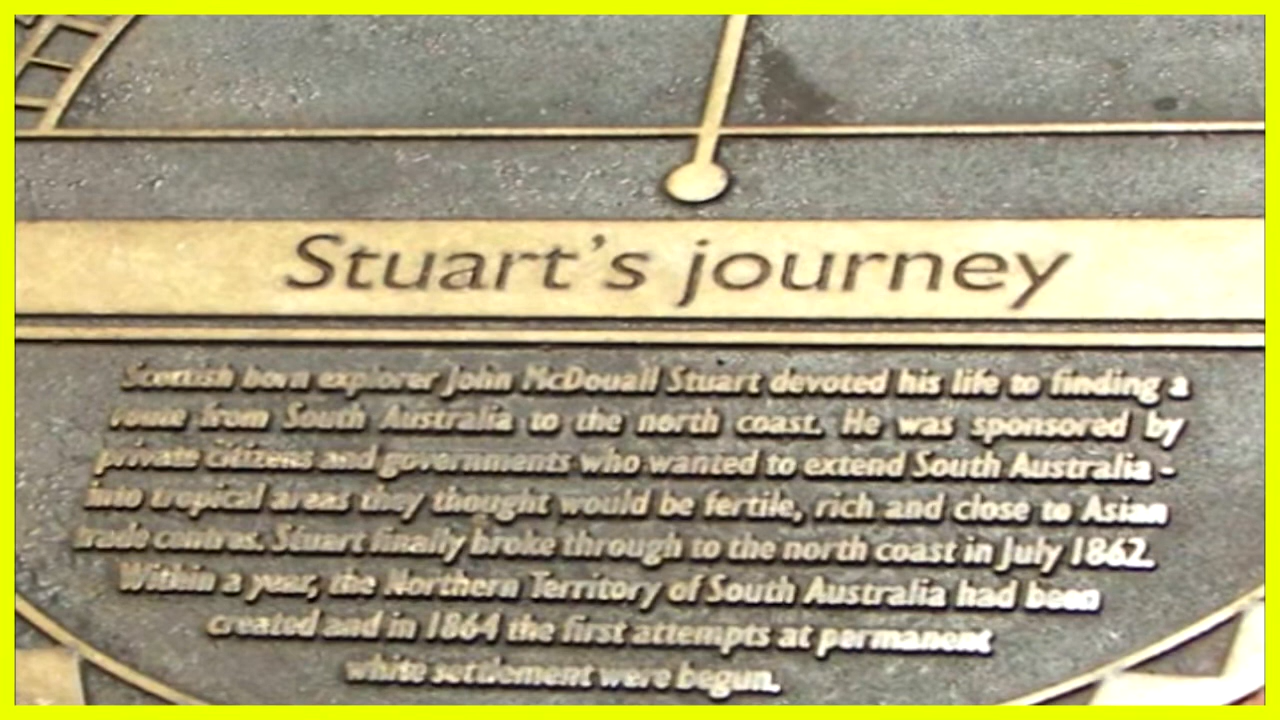 Stuart's journey
Scottish born explorer John McDouall Stuart devoted his life to finding a
route from South Australia to the north coast. He was sponsored by
private citizens and governments who wanted to extend South Australia -
into tropical areas they thought would be fertile, rich and close to Asian
trade centres. Stuart finally broke through to the north coast in July 1862.
Within a year, the Northern Territory of South Australia had been
created and in 1864 the first attempts at permanent
white settlement were begun.